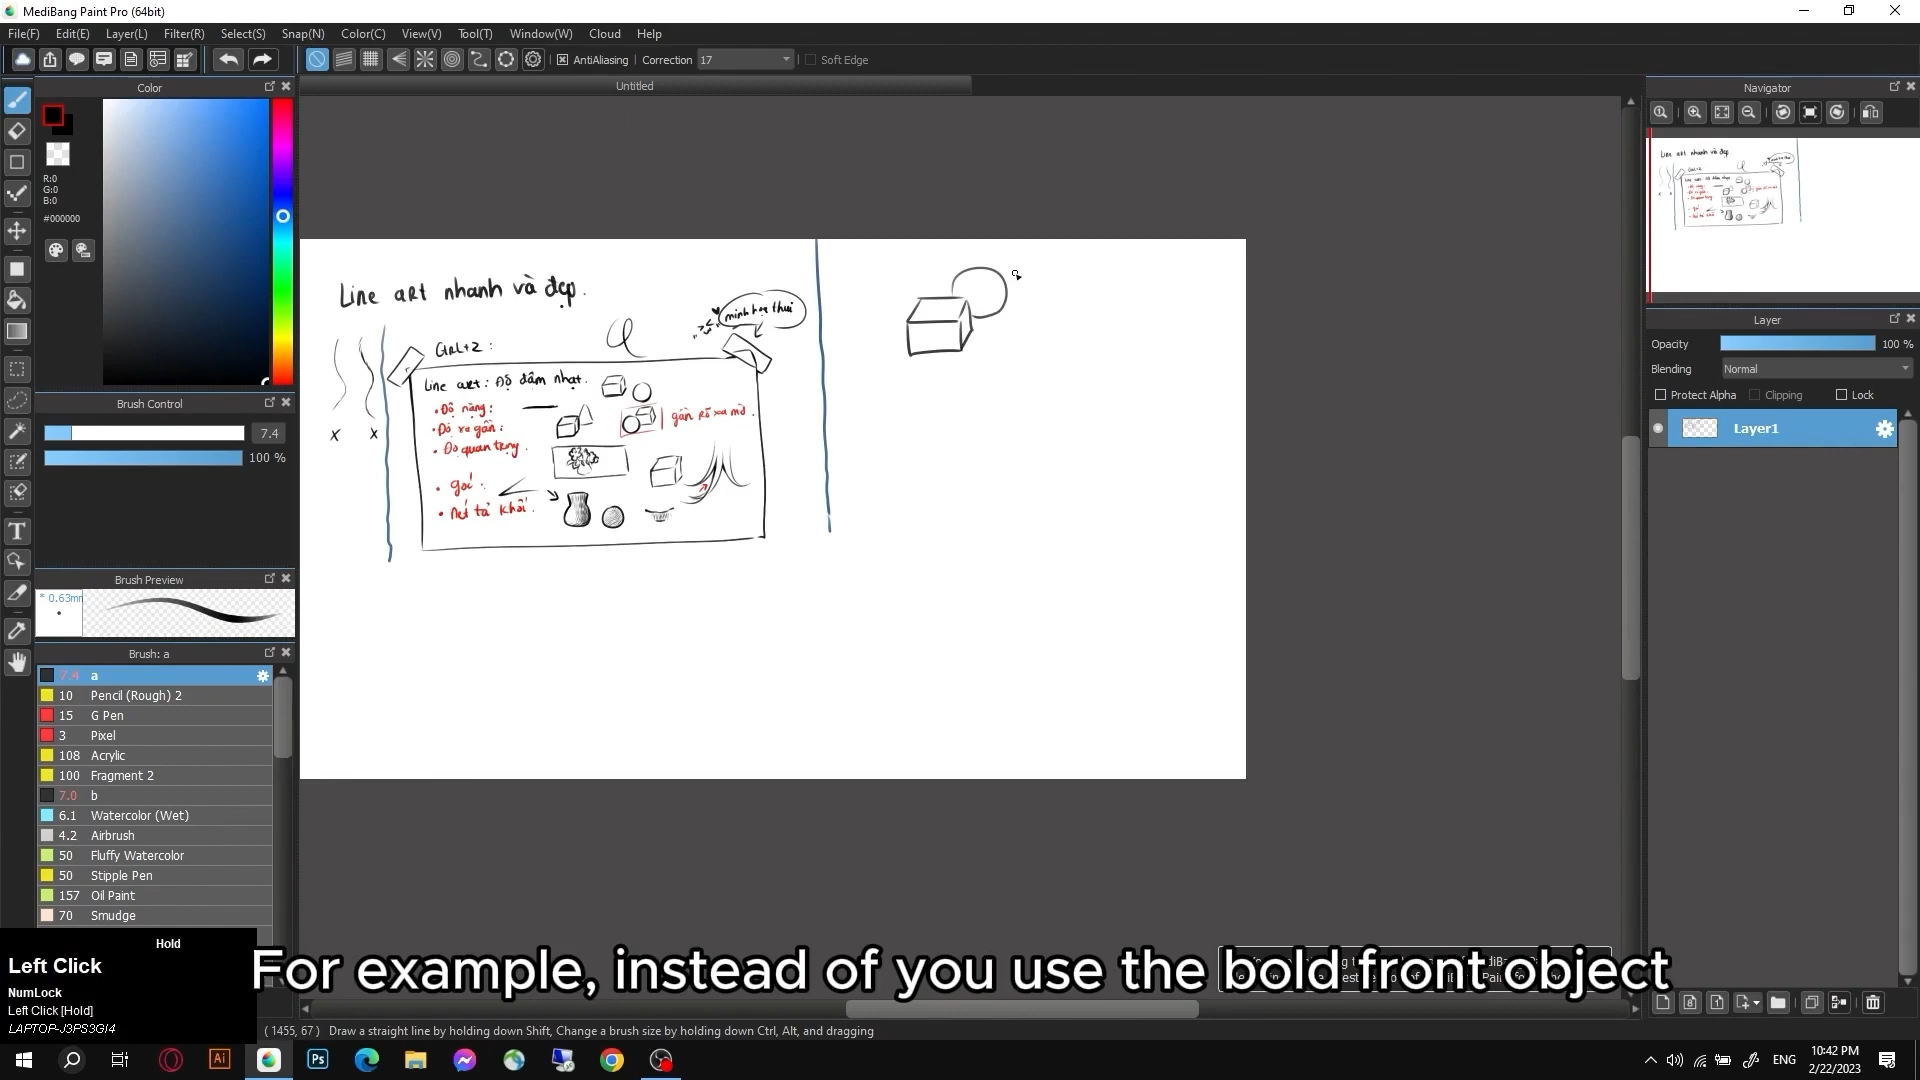 MediBang Paint Pro (64bit)
File(F) Edit(E) Layer(L) Filter(R) Select(S) Snap(N) Color(C) View(V) Tool(T) Window(W) Cloud Help
AntiAliasing Correction 17 Soft Edge
Color
Untitled
Navigator
R:0
G:0
B:0
#000000
Line art nhanh và đẹp.
minh họa thui
Ctrl+Z :
Line art : Độ đậm nhạt.
• Độ nặng :
• Độ xa gần :
gần rõ xa mờ.
• Độ quan trọng.
• góc :
• Nét tả khối.
x x
Layer
Opacity 100 %
Blending Normal
Protect Alpha Clipping Lock
Layer1
Brush Control
7.4
100 %
Brush Preview
* 0.63mm
Brush: a
7.4 a
10 Pencil (Rough) 2
15 G Pen
3 Pixel
108 Acrylic
100 Fragment 2
7.0 b
6.1 Watercolor (Wet)
4.2 Airbrush
50 Fluffy Watercolor
50 Stipple Pen
157 Oil Paint
70 Smudge
Hold
Left Click
NumLock
Left Click [Hold]
LAPTOP-J3PS3GI4
For example, instead of you use the bold front object
( 1455, 67 ) Draw a straight line by holding down Shift, Change a brush size by holding down Ctrl, Alt, and dragging
ENG
10:42 PM
2/22/2023